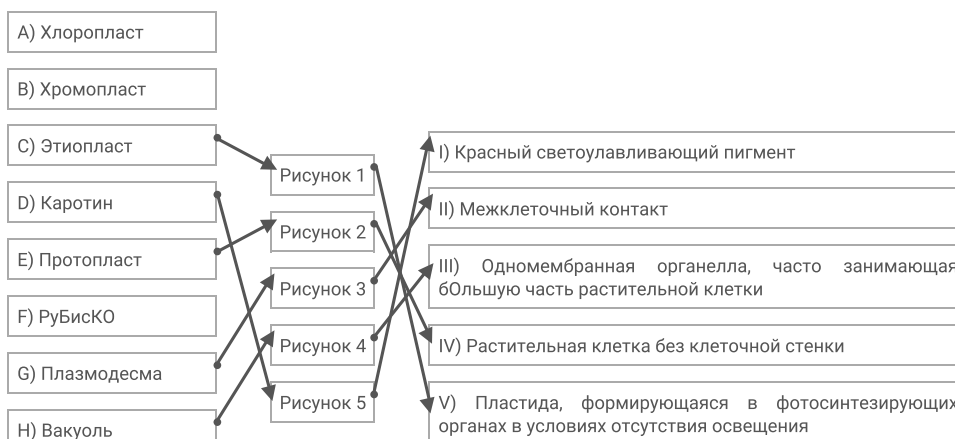 A) Хлоропласт
B) Хромопласт
C) Этиопласт
D) Каротин
E) Протопласт
F) РуБисКО
G) Плазмодесма
H) Вакуоль
Рисунок 1
Рисунок 2
Рисунок 3
Рисунок 4
Рисунок 5
I) Красный светоулавливающий пигмент
II) Межклеточный контакт
III) Одномембранная органелла, часто занимающая
бОльшую часть растительной клетки
IV) Растительная клетка без клеточной стенки
V) Пластида, формирующаяся в фотосинтезирующих
органах в условиях отсутствия освещения